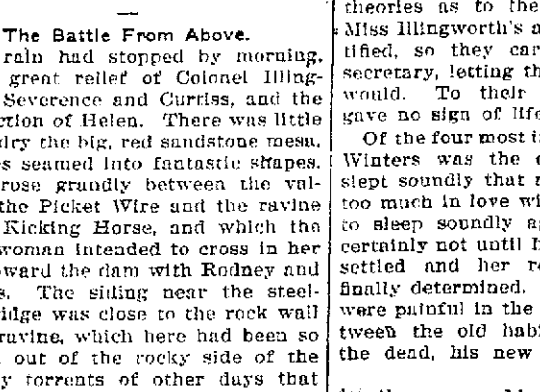 The Battle From Above.
rain had stopped by morning,
great relief of Colonel Illing-
Severence and Curriss, and the
ction of Helen. There was little
dry the big, red sandstone mesa,
s seamed into fantastic shapes.
rose grandly between the val-
the Picket Wire and the ravine
Kicking Horse, and which the
woman intended to cross in her
oward the dam with Rodney and
s. The siding near the steel-
idge was close to the rock wall
ravine, which here had been so
out of the rocky side of the
y torrents of other days that
theories as to the
Miss Illingworth's a
tified, so they car
secretary, letting th
would. To their
gave no sign of life
Of the four most i
Winters was the
slept soundly that
too much in love wi
to sleep soundly a
certainly not until
settled and her r
finally determined.
were painful in the
tween the old hab
the dead, his new